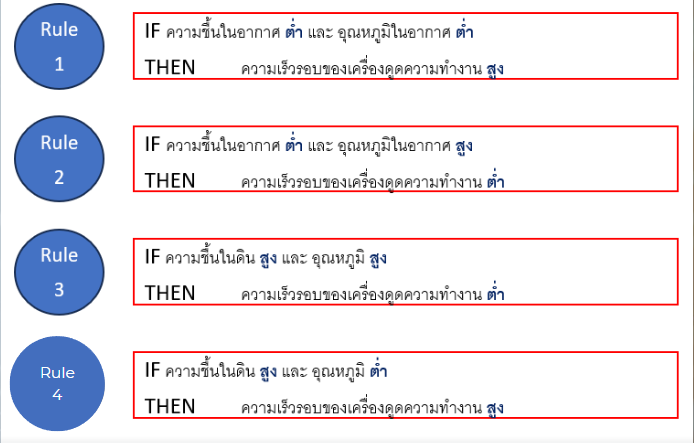 Rule
1
IF ความชื้นในอากาศ ต่ำ และ อุณหภูมิในอากาศ ต่ำ
THEN ความเร็วรอบของเครื่องดูดความทำงาน สูง
Rule
2
IF ความชื้นในอากาศ ต่ำ และ อุณหภูมิในอากาศ สูง
THEN ความเร็วรอบของเครื่องดูดความทำงาน ต่ำ
Rule
3
IF ความชื้นในดิน สูง และ อุณหภูมิ สูง
THEN ความเร็วรอบของเครื่องดูดความทำงาน ต่ำ
Rule
4
IF ความชื้นในดิน สูง และ อุณหภูมิ ต่ำ
THEN ความเร็วรอบของเครื่องดูดความทำงาน สูง